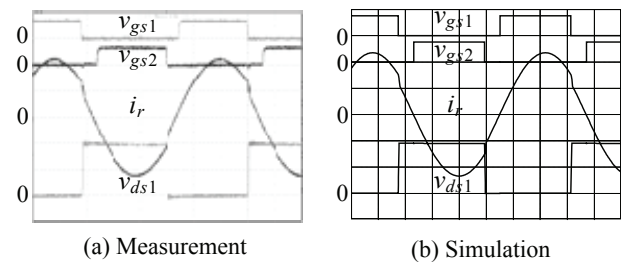 0
v_gs1
0
v_gs2
0
i_r
0
v_ds1
(a) Measurement
0
v_gs1
0
v_gs2
0
i_r
0
v_ds1
(b) Simulation